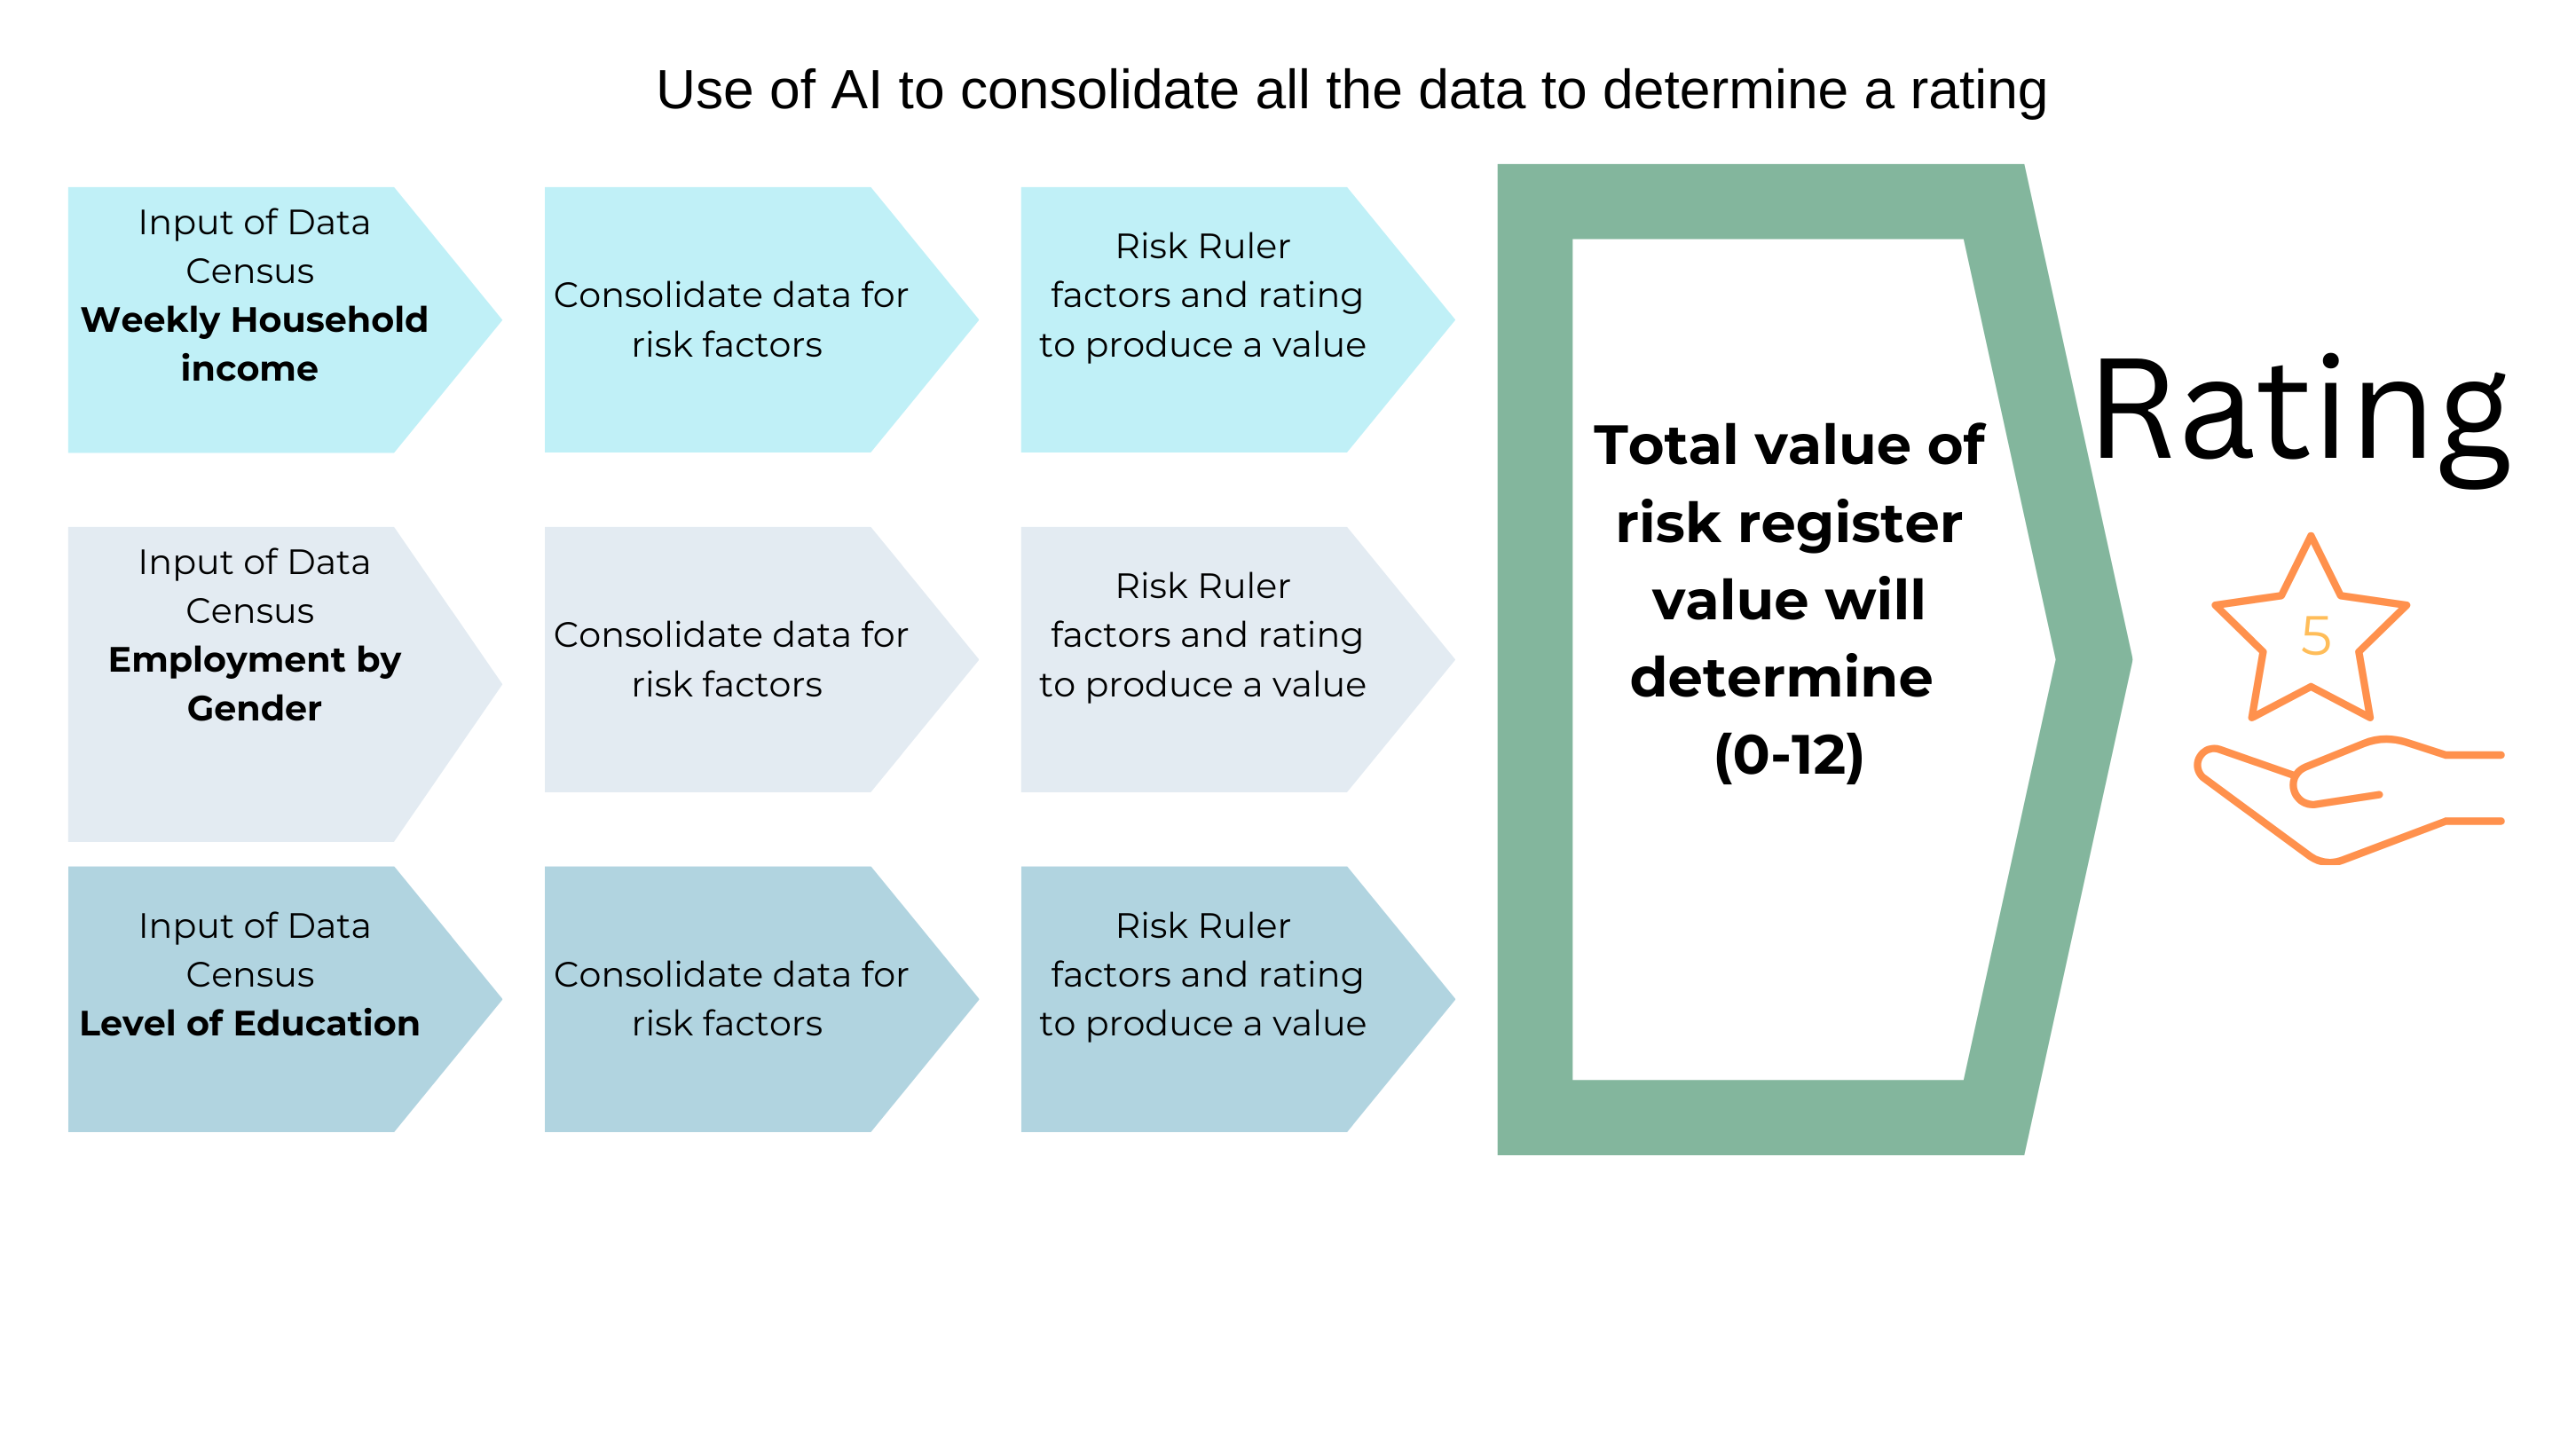 Use of AI to consolidate all the data to determine a rating
Input of Data
Census
Weekly Household
income
Consolidate data for
risk factors
Risk Ruler
factors and rating
to produce a value
Input of Data
Census
Employment by
Gender
Consolidate data for
risk factors
Risk Ruler
factors and rating
to produce a value
Input of Data
Census
Level of Education
Consolidate data for
risk factors
Risk Ruler
factors and rating
to produce a value
Total value of
risk register
value will
determine
(0-12)
Rating
5